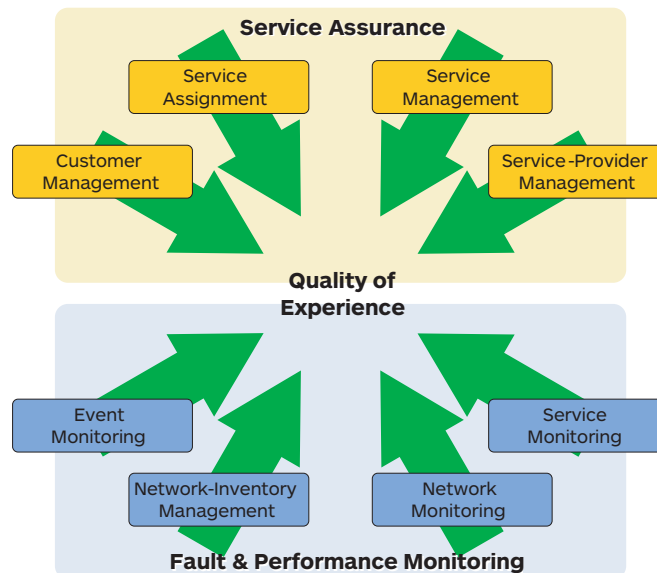 Service Assurance
Service
Assignment
Service
Management
Customer
Management
Service-Provider
Management
Quality of
Experience
Event
Monitoring
Service
Monitoring
Network-Inventory
Management
Network
Monitoring
Fault & Performance Monitoring